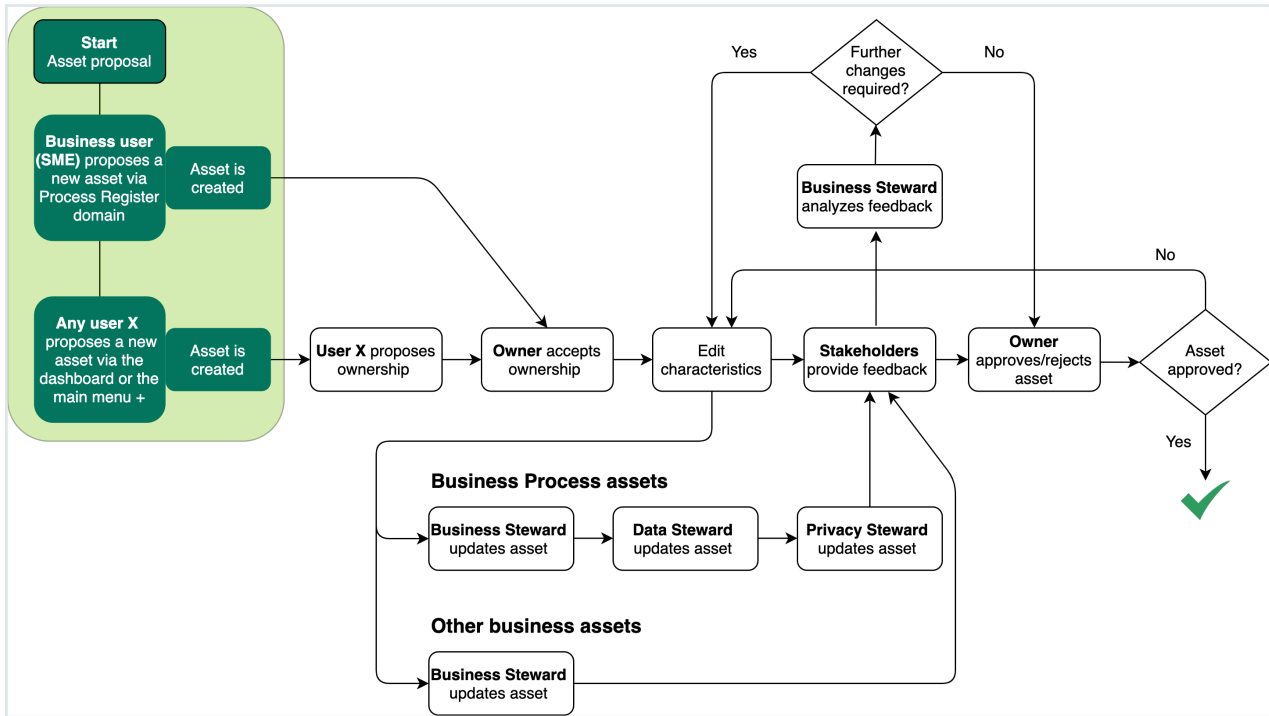 Start
Asset proposal
Business user
(SME) proposes a
new asset via
Process Register
domain
Asset is
created
Any user X
proposes a new
asset via the
dashboard or the
main menu +
Asset is
created
User X proposes
ownership
Owner accepts
ownership
Edit
characteristics
Stakeholders
provide feedback
Business Steward
analyzes feedback
Further
changes
required?
Yes
No
Owner
approves/rejects
asset
Asset
approved?
No
Yes
Business Process assets
Business Steward
updates asset
Data Steward
updates asset
Privacy Steward
updates asset
Other business assets
Business Steward
updates asset